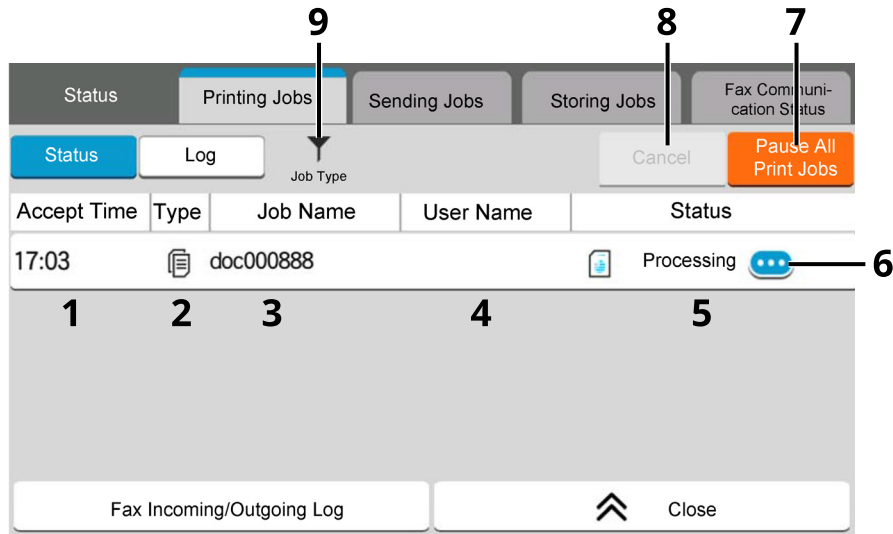 9 8 7
Status Printing Jobs Sending Jobs Storing Jobs Fax Communi-
cation Status
Status Log Job Type Cancel Pause All
Print Jobs
Accept Time Type Job Name User Name Status
17:03 doc000888 Processing 6
1 2 3 4 5
Fax Incoming/Outgoing Log Close